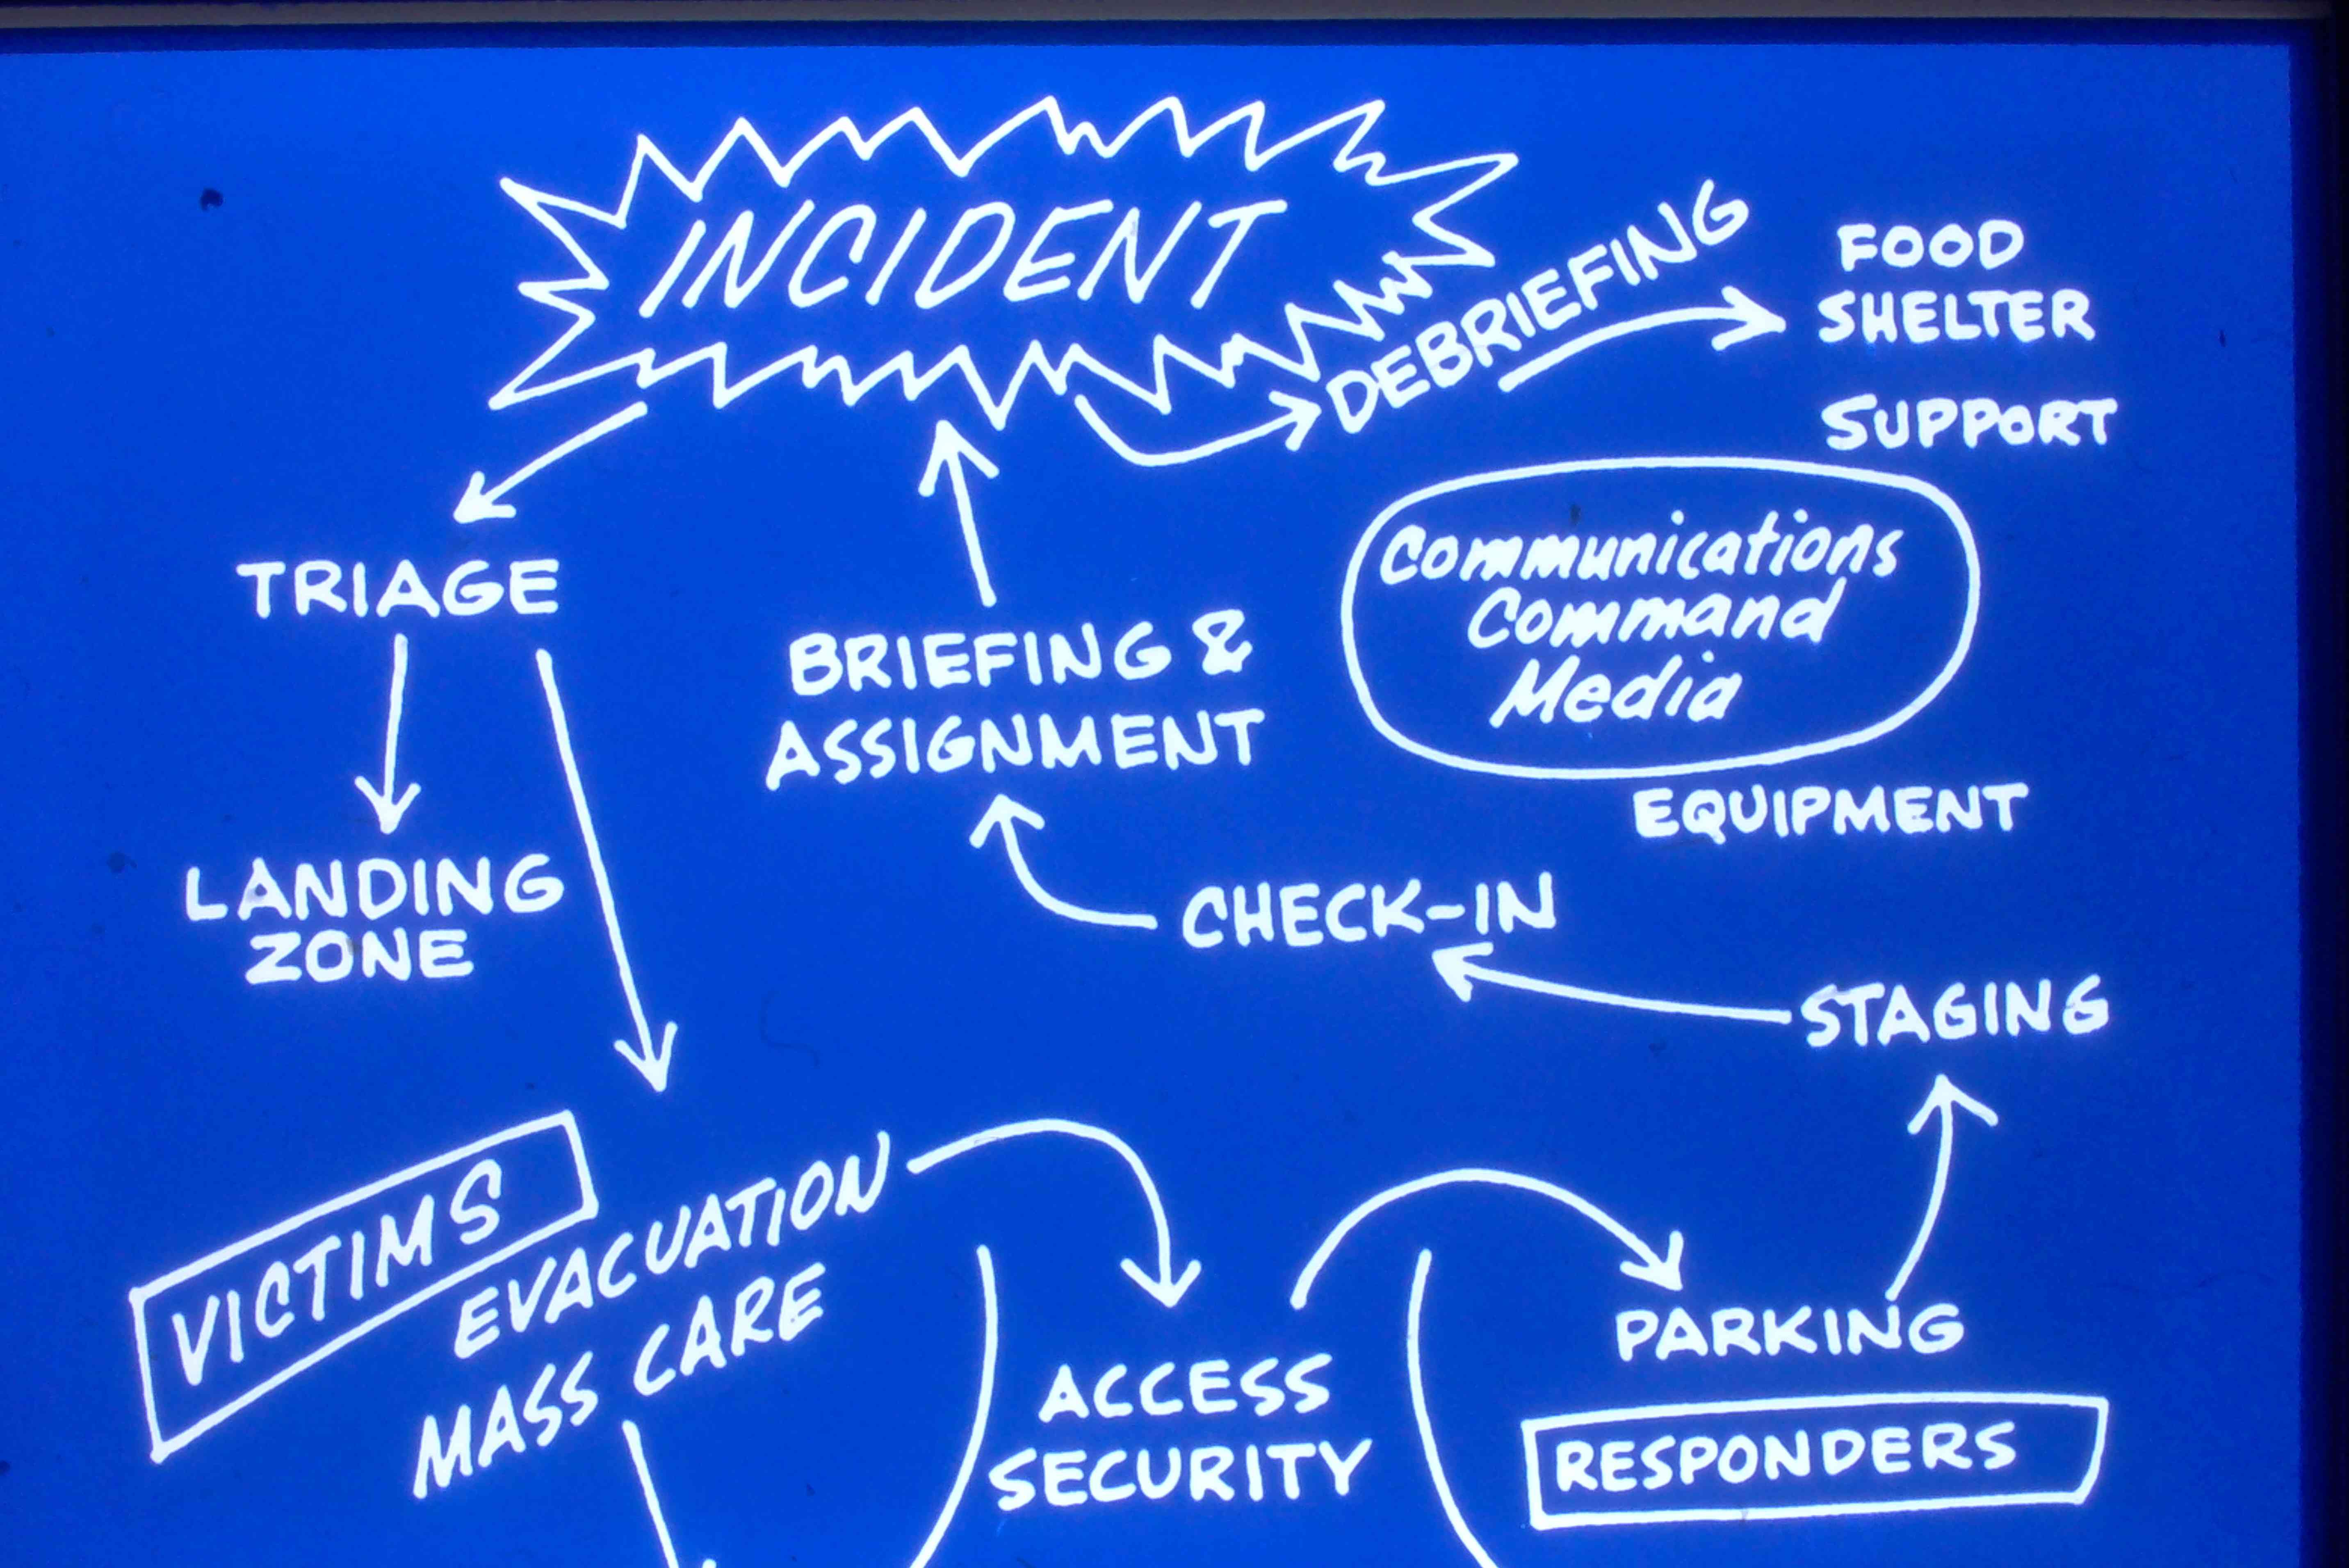 INCIDENT
DEBRIEFING
FOOD
SHELTER
SUPPORT
Communications
Command
Media
TRIAGE
BRIEFING &
ASSIGNMENT
EQUIPMENT
LANDING
ZONE
CHECK-IN
STAGING
VICTIMS
EVACUATION
MASS CARE
ACCESS
SECURITY
PARKING
RESPONDERS